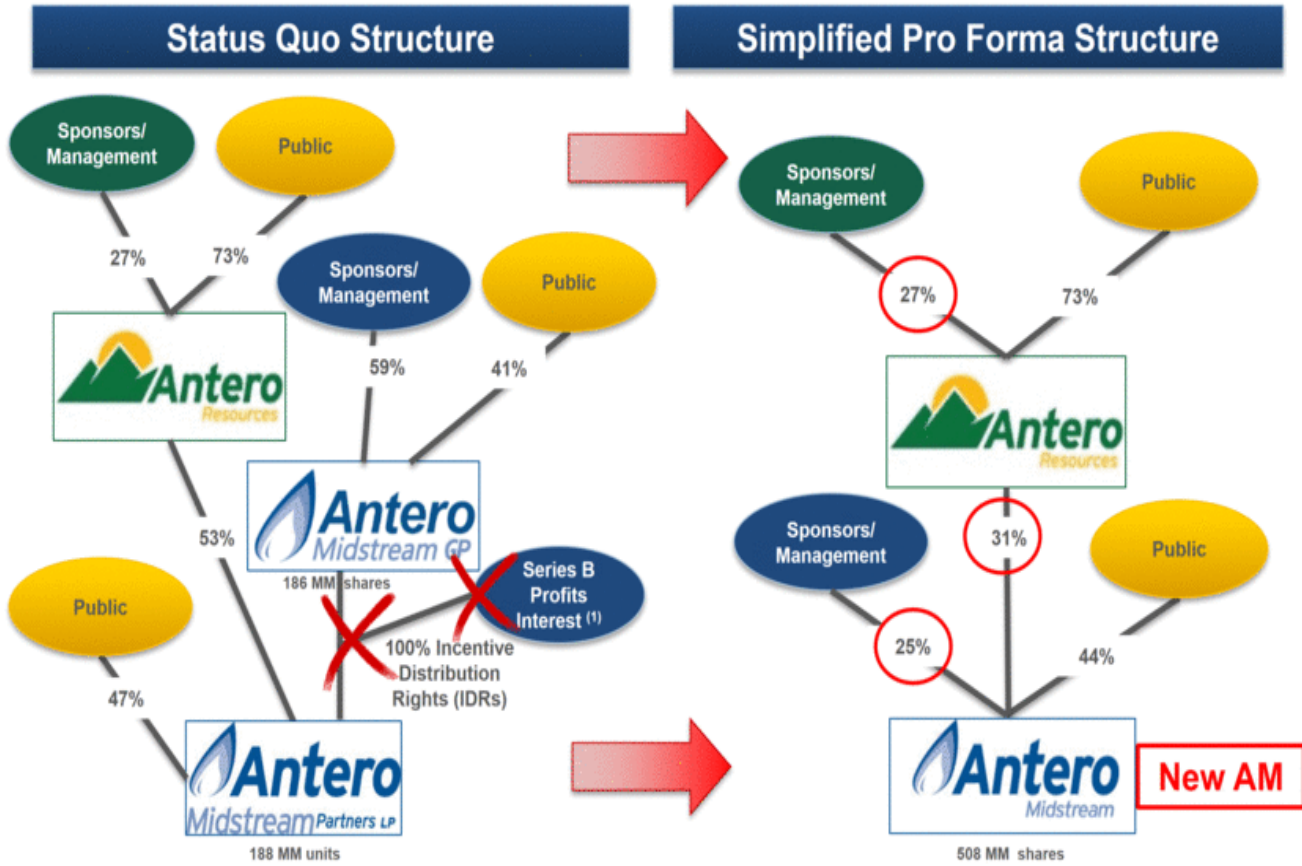 Status Quo Structure
Simplified Pro Forma Structure
Sponsors/
Management
Public
27%
73%
Sponsors/
Management
Public
59%
41%
Antero
Resources
Antero
Midstream GP
186 MM shares
53%
Series B
Profits
Interest (1)
100% Incentive
Distribution
Rights (IDRs)
Public
47%
Antero
Midstream Partners LP
188 MM units
Sponsors/
Management
Public
27%
73%
Antero
Resources
Sponsors/
Management
31%
Public
25%
44%
Antero
Midstream
New AM
508 MM shares